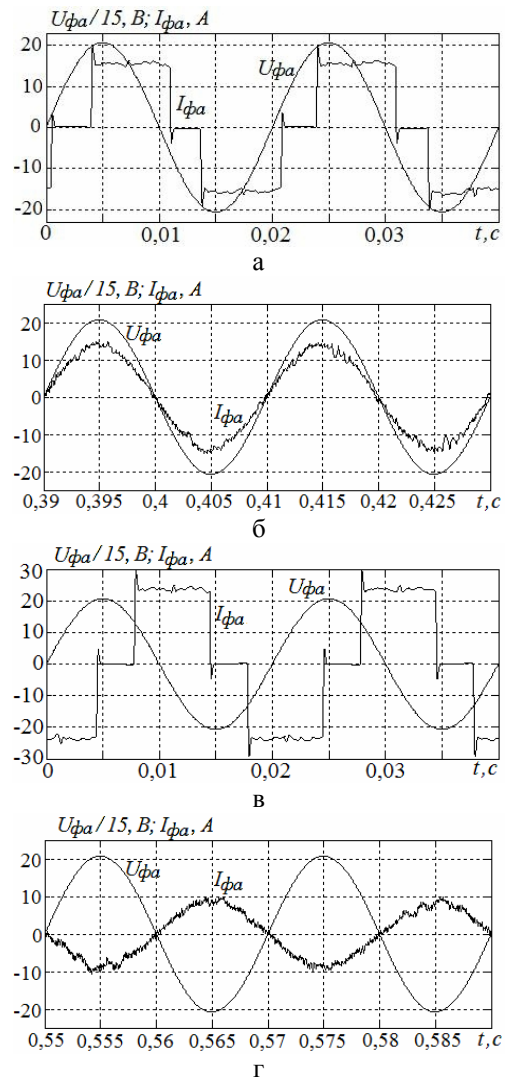 Uфа / 15, В; Iфа, А
20
Uфа
10
Iфа
0
-10
-20
0 0,01 0,02 0,03 t,с
а
Uфа / 15, В; Iфа, А
20
Uфа
10
0
Iфа
-10
-20
0,39 0,395 0,4 0,405 0,41 0,415 0,42 0,425 t,с
б
Uфа / 15, В; Iфа, А
30
Uфа
20
Iфа
10
0
-10
-20
-30
0 0,01 0,02 0,03 t,с
в
Uфа / 15, В; Iфа, А
20
Uфа Iфа
10
0
-10
-20
0,55 0,555 0,56 0,565 0,57 0,575 0,58 0,585 t,с
г